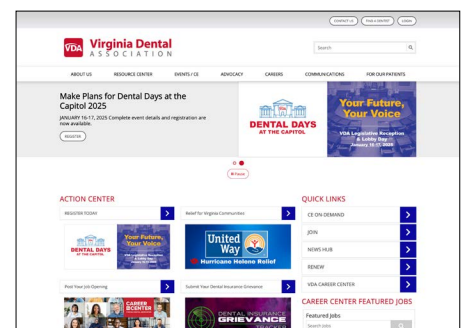 CONTACT US
FIND A DENTIST
LOGIN
VDA
Virginia Dental
ASSOCIATION
Search
ABOUT US
RESOURCE CENTER
EVENTS / CE
ADVOCACY
CAREERS
COMMUNICATIONS
FOR OUR PATIENTS
Make Plans for Dental Days at the
Capitol 2025
JANUARY 16-17, 2025 Complete event details and registration are
now available.
REGISTER
DENTAL DAYS
AT THE CAPITOL
Your Future,
Your Voice
VDA Legislative Reception
& Lobby Day
January 16-17, 2025
Pause
ACTION CENTER
REGISTER TODAY
Relief for Virginia Communities
DENTAL DAYS
AT THE CAPITOL
Your Future,
Your Voice
United
Way
Hurricane Helene Relief
Post Your Job Opening
Submit Your Dental Insurance Grievance
CAREER
CENTER
DENTAL INSURANCE
GRIEVANCE
TRACKER
QUICK LINKS
CE ON DEMAND
JOIN
NEWS HUB
RENEW
VDA CAREER CENTER
CAREER CENTER FEATURED JOBS
Featured Jobs
Search Jobs